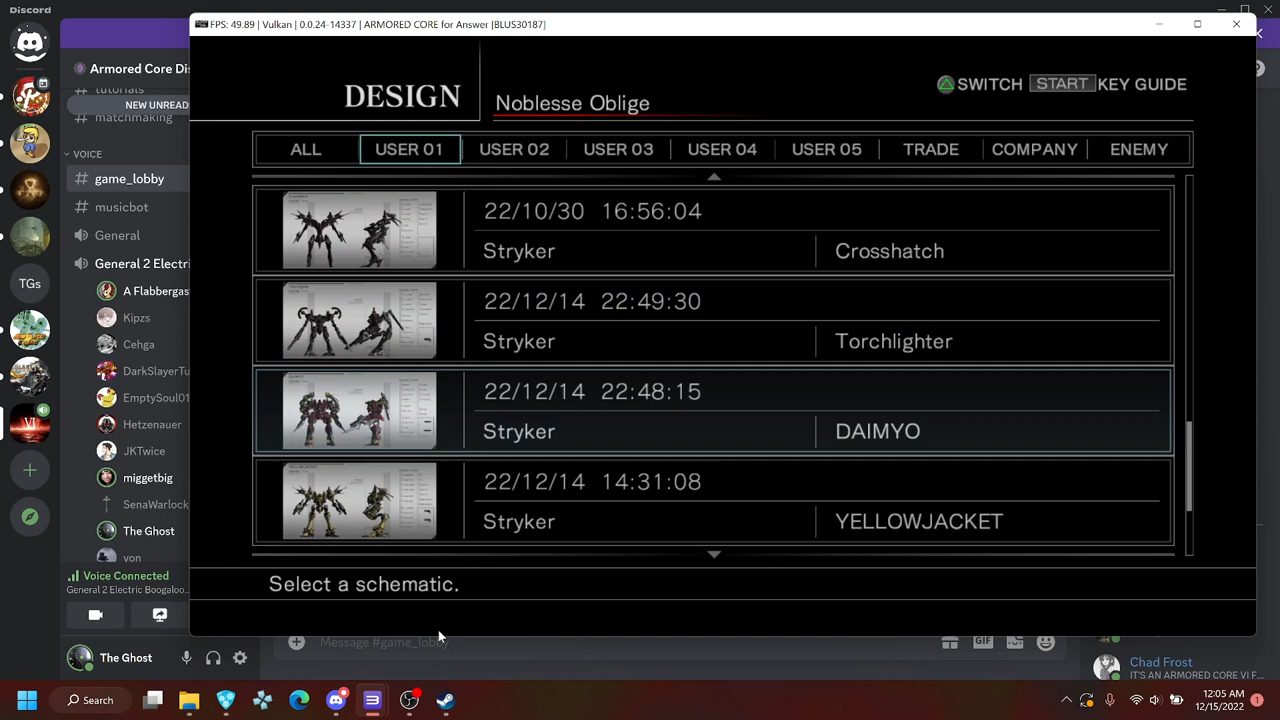 FPS: 49.89 | Vulkan | 0.0.24-14337 | ARMORED CORE for Answer [BLUS30187]
Armored Core Dis
tutorials
NEW UNREAD
matchmaking
VOICE
game_lobby
musicbot
General
General 2 Electri
TGs
A Flabbergas
Kipzs
Cehga
DarkSlayerTu
EmptySoul01
Hetzenauer
JKTwice
miggetbig
SenaWarlock
The Ghost
von
Voice Connected
General 2 Electric Boogaloo...
The Ghost
DESIGN
Noblesse Oblige
SWITCH START KEY GUIDE
ALL USER 01 USER 02 USER 03 USER 04 USER 05 TRADE COMPANY ENEMY
22/10/30 16:56:04
Stryker Crosshatch
22/12/14 22:49:30
Stryker Torchlighter
22/12/14 22:48:15
Stryker DAIMYO
22/12/14 14:31:08
Stryker YELLOWJACKET
Select a schematic.
Message #game_lobby
GIF
Chad Frost
IT'S AN ARMORED CORE VI F
VI
Search
12:05 AM
12/15/2022
1